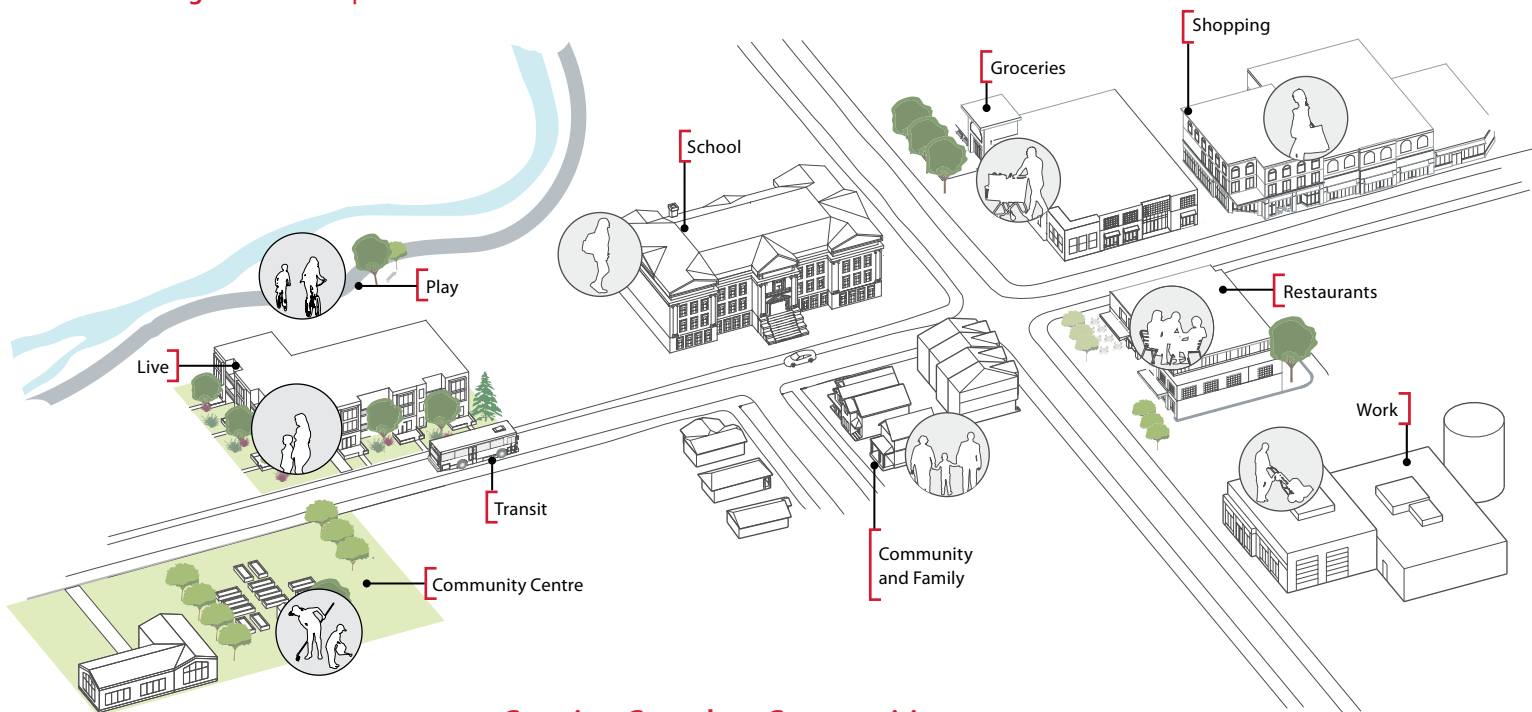 Shopping
Groceries
School
Play
Restaurants
Live
Work
Transit
Community
and Family
Community Centre